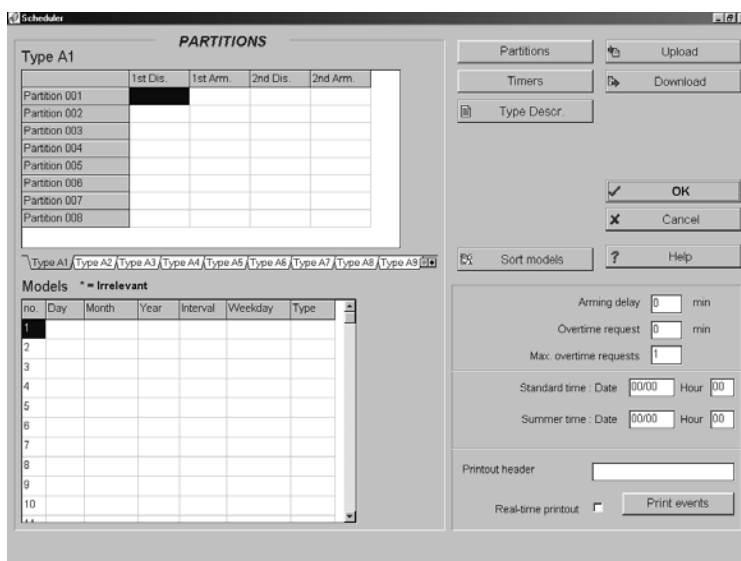 Scheduler
PARTITIONS
Type A1
1st Dis. 1st Arm. 2nd Dis. 2nd Arm.
Partition 001
Partition 002
Partition 003
Partition 004
Partition 005
Partition 006
Partition 007
Partition 008
Type A1 Type A2 Type A3 Type A4 Type A5 Type A6 Type A7 Type A8 Type A9
Models * = Irrelevant
no. Day Month Year Interval Weekday Type
1
2
3
4
5
6
7
8
9
10
11
Partitions Upload
Timers Download
Type Descr.
OK
Cancel
Sort models Help
Arming delay 0 min
Overtime request 0 min
Max. overtime requests 1
Standard time : Date 00/00 Hour 00
Summer time : Date 00/00 Hour 00
Printout header
Real-time printout Print events